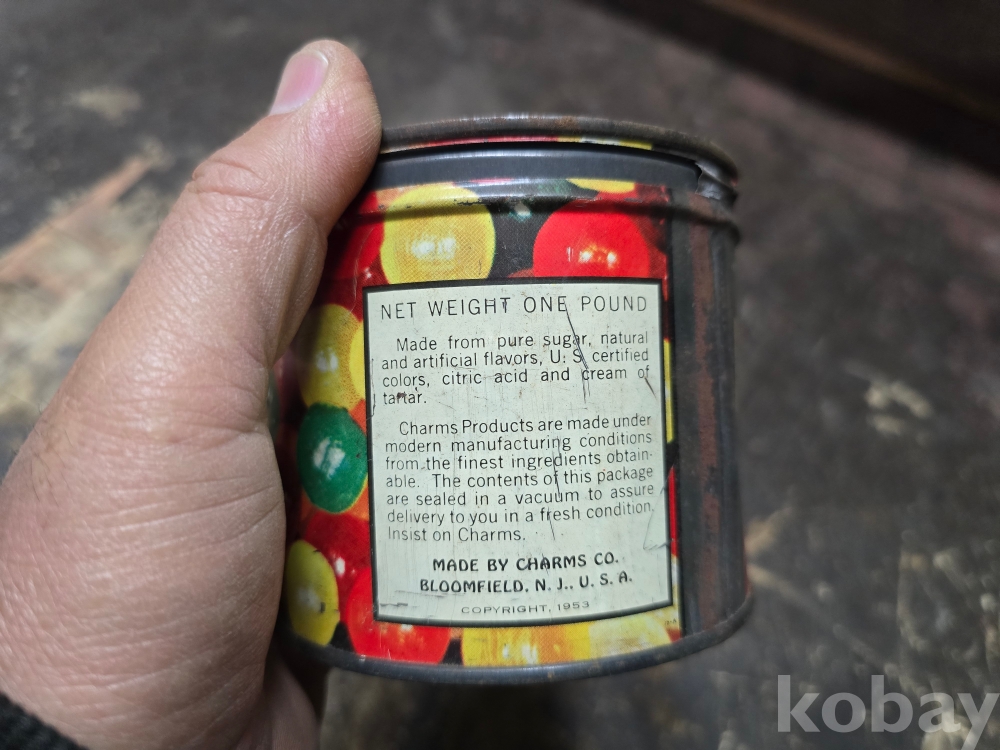 NET WEIGHT ONE POUND
Made from pure sugar, natural
and artificial flavors, U. S. certified
colors, citric acid and cream of
tartar.
Charms Products are made under
modern manufacturing conditions
from the finest ingredients obtain-
able. The contents of this package
are sealed in a vacuum to assure
delivery to you in a fresh condition.
Insist on Charms.
MADE BY CHARMS CO.
BLOOMFIELD, N. J., U. S. A.
COPYRIGHT, 1953
kobay